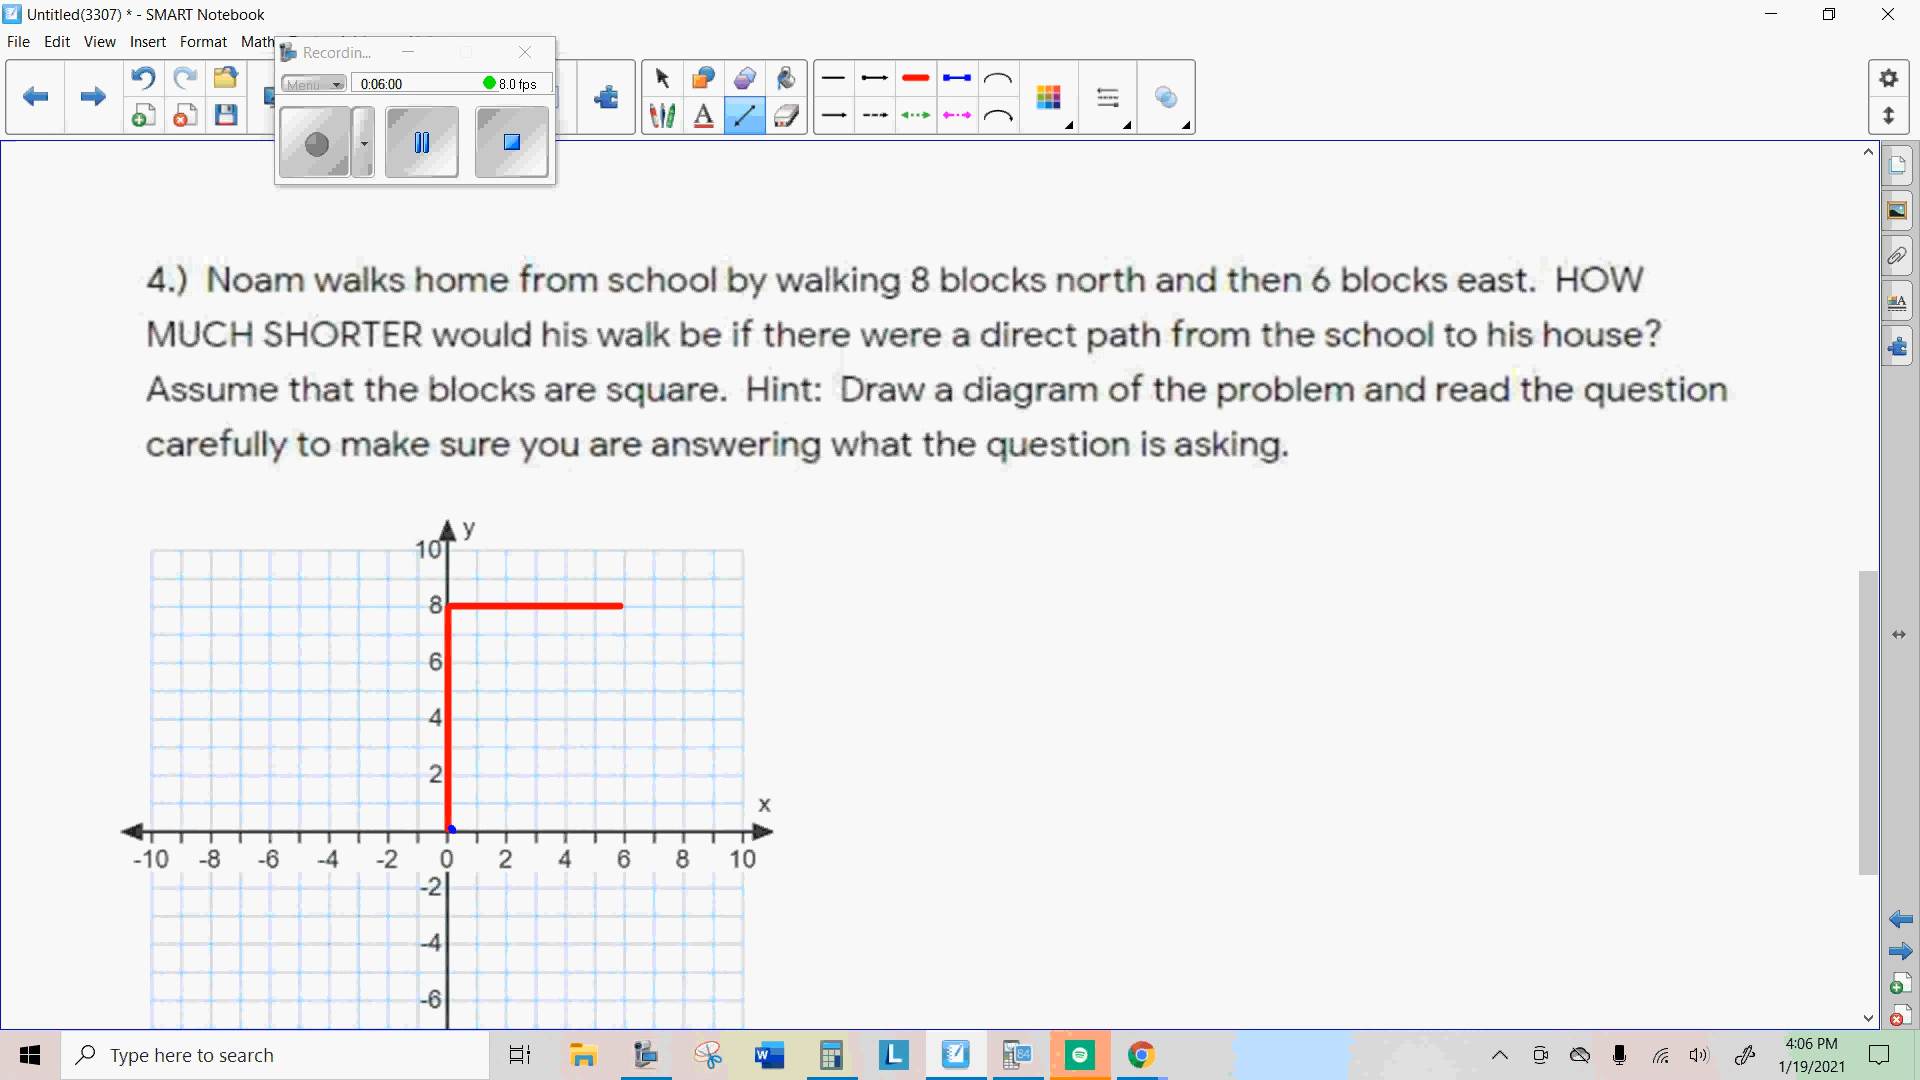 Untitled(3307) * - SMART Notebook
File Edit View Insert Format Math
Recordin...
Menu 0:06:00 8.0 fps
4.) Noam walks home from school by walking 8 blocks north and then 6 blocks east. HOW
MUCH SHORTER would his walk be if there were a direct path from the school to his house?
Assume that the blocks are square. Hint: Draw a diagram of the problem and read the question
carefully to make sure you are answering what the question is asking.
y
10
8
6
4
2
x
-10 -8 -6 -4 -2 0 2 4 6 8 10
-2
-4
-6
Type here to search
4:06 PM
1/19/2021